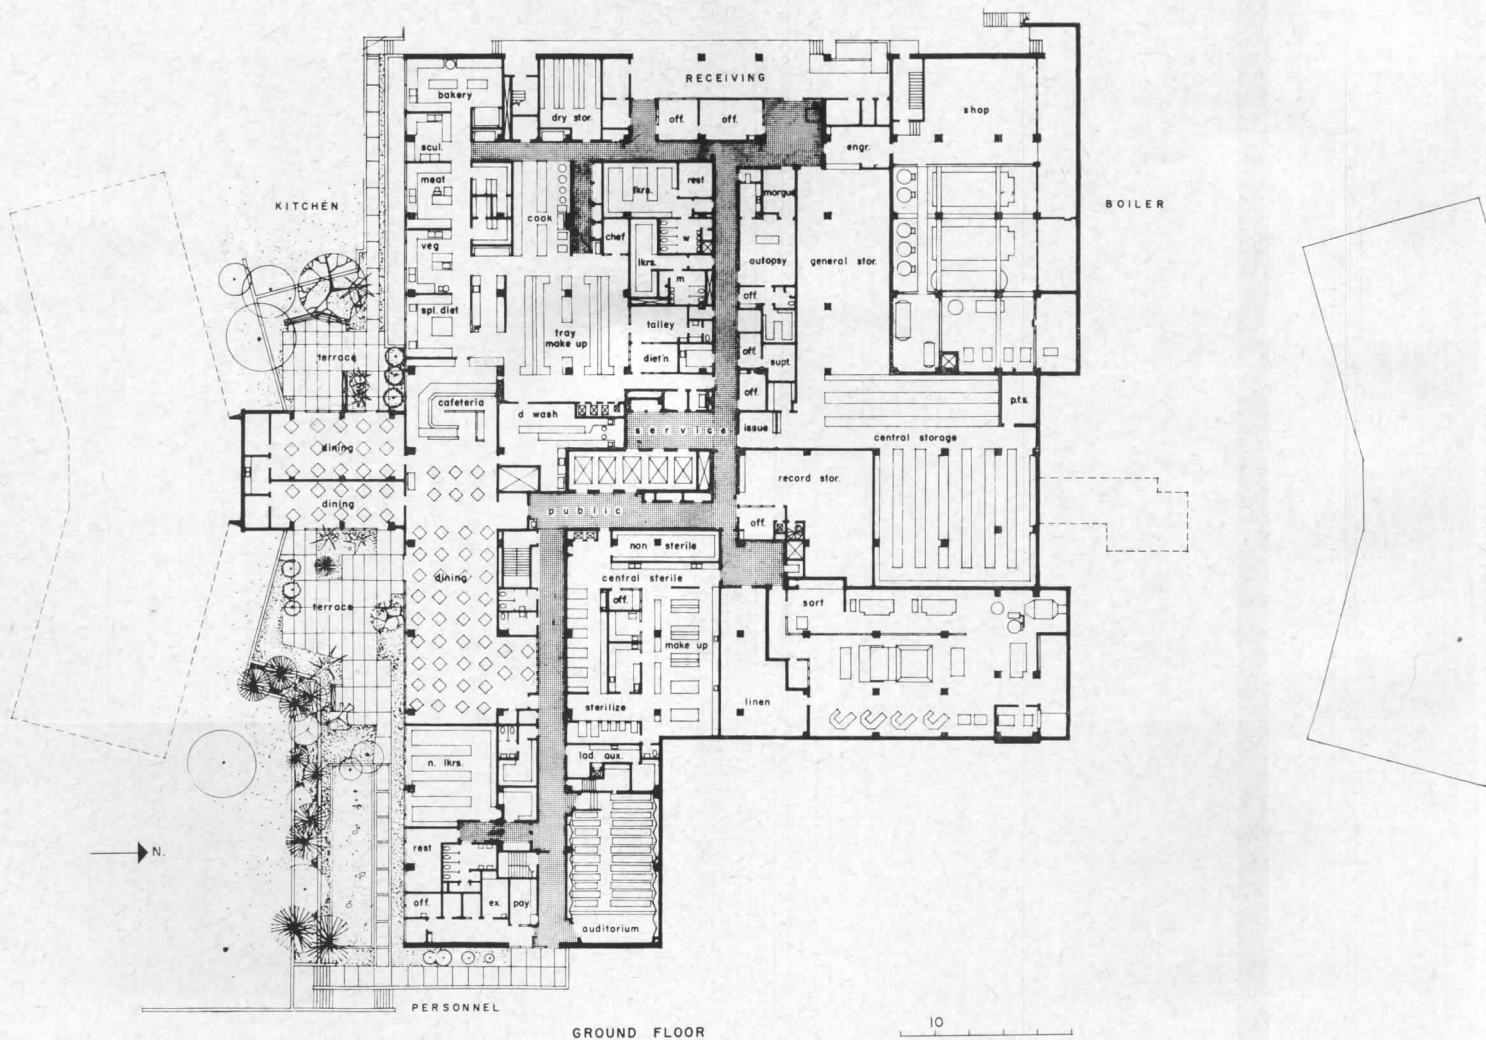 RECEIVING
bakery
dry stor.
off.
off.
shop
scul.
engr.
meat
lkrs.
rest
morgue
KITCHEN
BOILER
cook
chef
w.
veg
lkrs.
autopsy
general stor.
m
off.
spl. diet
talley
tray
make up
terrace
diet'n.
off.
supt.
cafeteria
off.
p.t.s.
d. wash
service
issue
central storage
dining
record stor.
dining
public
off.
non sterile
dining
central sterile
terrace
off.
sort
make up
sterilize
linen
lad. aux.
n. lkrs.
rest
N.
off.
ex.
pay
auditorium
PERSONNEL
GROUND FLOOR
10